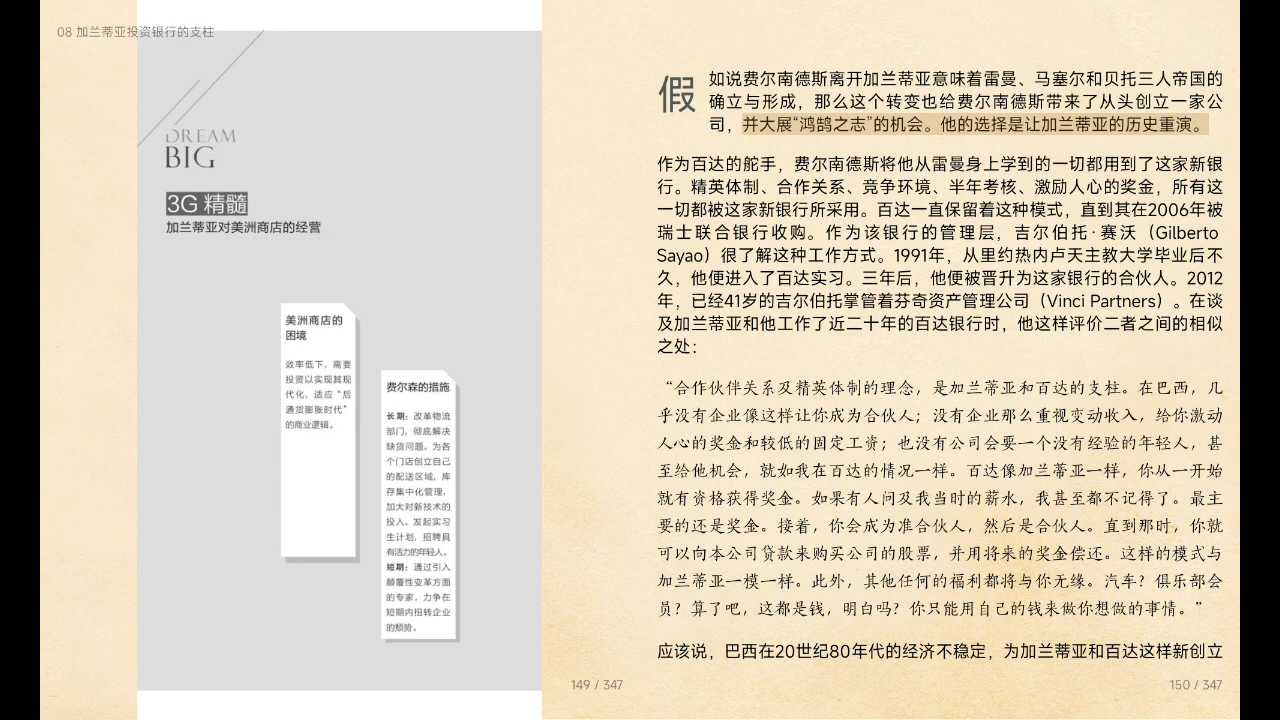 08 加兰蒂亚投资银行的支柱
DREAM
BIG
3G 精髓
加兰蒂亚对美洲商店的经营
美洲商店的
困境
效率低下，需要
投资以实现其现
代化，适应“后
通货膨胀时代”
的商业逻辑。
费尔森的措施
长期：改革物流
部门，彻底解决
缺货问题。为各
个门店创立自己
的配送区域，库
存集中化管理，
加大对新技术的
投入。发起实习
生计划，招聘具
有活力的年轻人。
短期：通过引入
颠覆性变革方面
的专家，力争在
短期内扭转企业
的颓势。
149 / 347
假如说费尔南德斯离开加兰蒂亚意味着雷曼、马塞尔和贝托三人帝国的
确立与形成，那么这个转变也给费尔南德斯带来了从头创立一家公
司，并大展“鸿鹄之志”的机会。他的选择是让加兰蒂亚的历史重演。
作为百达的舵手，费尔南德斯将他从雷曼身上学到的一切都用到了这家新银
行。精英体制、合作关系、竞争环境、半年考核、激励人心的奖金，所有这
一切都被这家新银行所采用。百达一直保留着这种模式，直到其在2006年被
瑞士联合银行收购。作为该银行的管理层，吉尔伯托·赛沃（Gilberto
Sayao）很了解这种工作方式。1991年，从里约热内卢天主教大学毕业后不
久，他便进入了百达实习。三年后，他便被晋升为这家银行的合伙人。2012
年，已经41岁的吉尔伯托掌管着芬奇资产管理公司（Vinci Partners）。在谈
及加兰蒂亚和他工作了近二十年的百达银行时，他这样评价二者之间的相似
之处：
“合作伙伴关系及精英体制的理念，是加兰蒂亚和百达的支柱。在巴西，几
乎没有企业像这样让你成为合伙人；没有企业那么重视变动收入，给你激动
人心的奖金和较低的固定工资；也没有公司会要一个没有经验的年轻人，甚
至给他机会，就如我在百达的情况一样。百达像加兰蒂亚一样，你从一开始
就有资格获得奖金。如果有人问及我当时的薪水，我甚至都不记得了。最主
要的还是奖金。接着，你会成为准合伙人，然后是合伙人。直到那时，你就
可以向本公司贷款来购买公司的股票，并用将来的奖金偿还。这样的模式与
加兰蒂亚一模一样。此外，其他任何的福利都将与你无缘。汽车？俱乐部会
员？算了吧，这都是钱，明白吗？你只能用自己的钱来做你想做的事情。”
应该说，巴西在20世纪80年代的经济不稳定，为加兰蒂亚和百达这样新创立
150 / 347